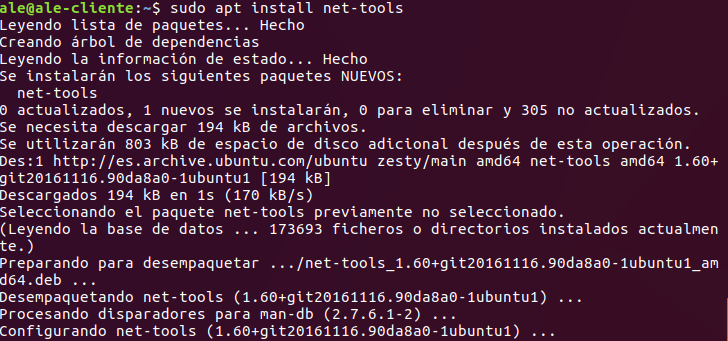 ale@ale-cliente:~$ sudo apt install net-tools
Leyendo lista de paquetes... Hecho
Creando árbol de dependencias
Leyendo la información de estado... Hecho
Se instalarán los siguientes paquetes NUEVOS:
  net-tools
0 actualizados, 1 nuevos se instalarán, 0 para eliminar y 305 no actualizados.
Se necesita descargar 194 kB de archivos.
Se utilizarán 803 kB de espacio de disco adicional después de esta operación.
Des:1 http://es.archive.ubuntu.com/ubuntu zesty/main amd64 net-tools amd64 1.60+
git20161116.90da8a0-1ubuntu1 [194 kB]
Descargados 194 kB en 1s (170 kB/s)
Seleccionando el paquete net-tools previamente no seleccionado.
(Leyendo la base de datos ... 173693 ficheros o directorios instalados actualmen
te.)
Preparando para desempaquetar .../net-tools_1.60+git20161116.90da8a0-1ubuntu1_am
d64.deb ...
Desempaquetando net-tools (1.60+git20161116.90da8a0-1ubuntu1) ...
Procesando disparadores para man-db (2.7.6.1-2) ...
Configurando net-tools (1.60+git20161116.90da8a0-1ubuntu1) ...